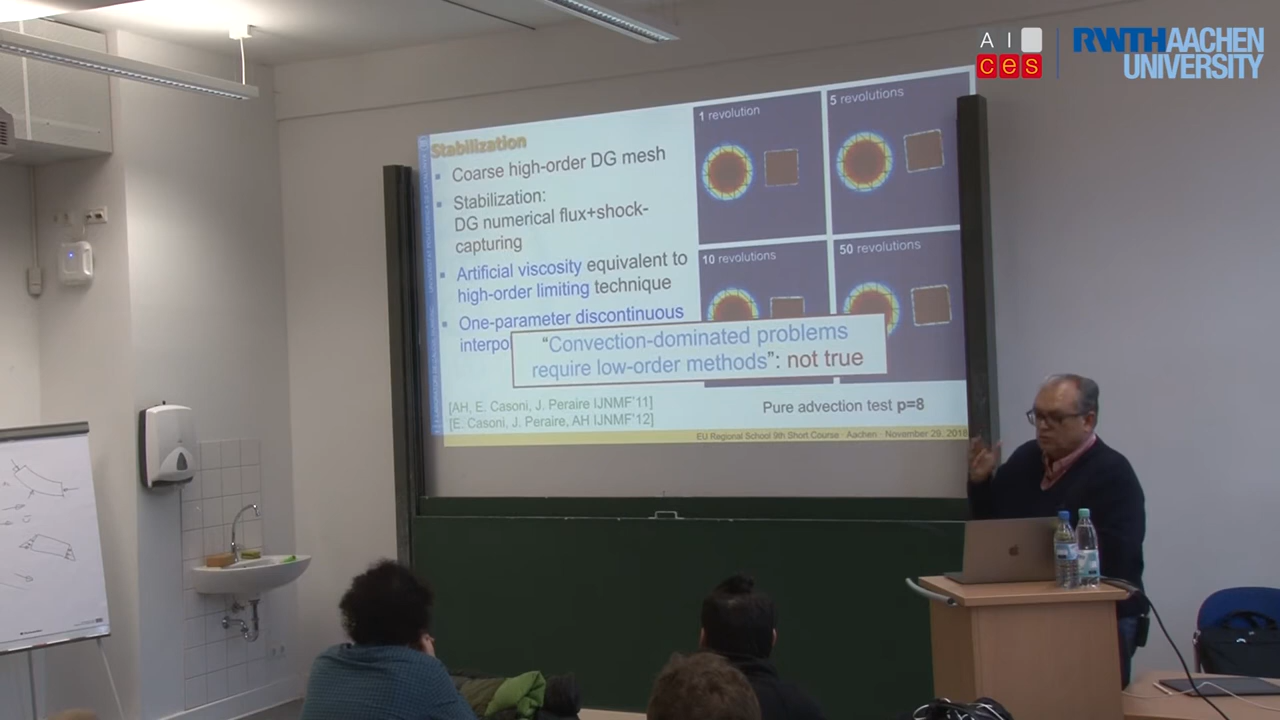 AI
ces
RWTHAACHEN
UNIVERSITY
Stabilization
Coarse high-order DG mesh
Stabilization:
DG numerical flux+shock-
capturing
Artificial viscosity equivalent to
high-order limiting technique
One-parameter discontinuous
interpo
"Convection-dominated problems
require low-order methods": not true
[AH, E. Casoni, J. Peraire IJNMF'11]
[E. Casoni, J. Peraire, AH IJNMF'12]
1 revolution
5 revolutions
10 revolutions
50 revolutions
Pure advection test p=8
EU Regional School 9th Short Course · Aachen · November 29, 2018